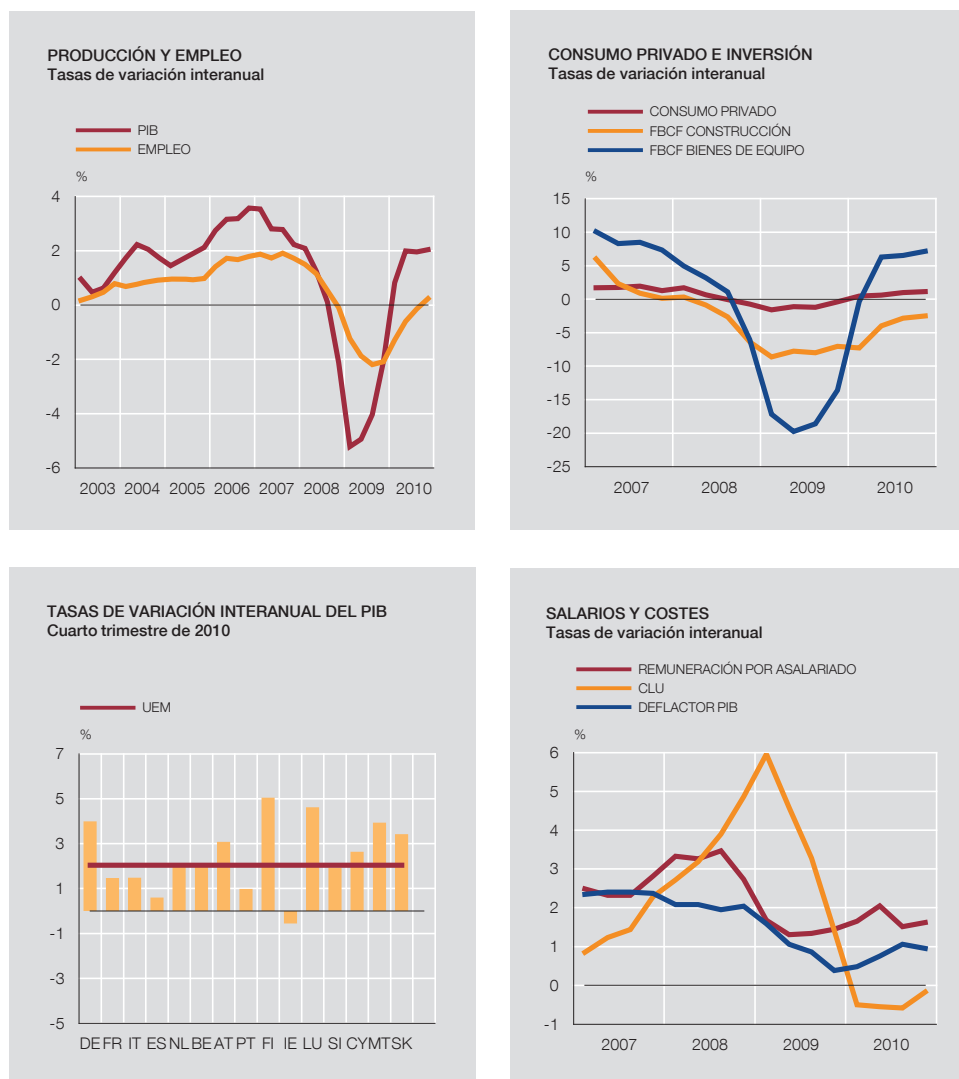 PRODUCCIÓN Y EMPLEO
Tasas de variación interanual
PIB
EMPLEO
%
4
2
0
-2
-4
-6
2003 2004 2005 2006 2007 2008 2009 2010
CONSUMO PRIVADO E INVERSIÓN
Tasas de variación interanual
CONSUMO PRIVADO
FBCF CONSTRUCCIÓN
FBCF BIENES DE EQUIPO
%
15
10
5
0
-5
-10
-15
-20
-25
2007 2008 2009 2010
TASAS DE VARIACIÓN INTERANUAL DEL PIB
Cuarto trimestre de 2010
UEM
%
7
5
3
1
-1
-3
-5
DE FR IT ES NL BE AT PT FI IE LU SI CY MT SK
SALARIOS Y COSTES
Tasas de variación interanual
REMUNERACIÓN POR ASALARIADO
CLU
DEFLACTOR PIB
%
6
5
4
3
2
1
0
-1
2007 2008 2009 2010